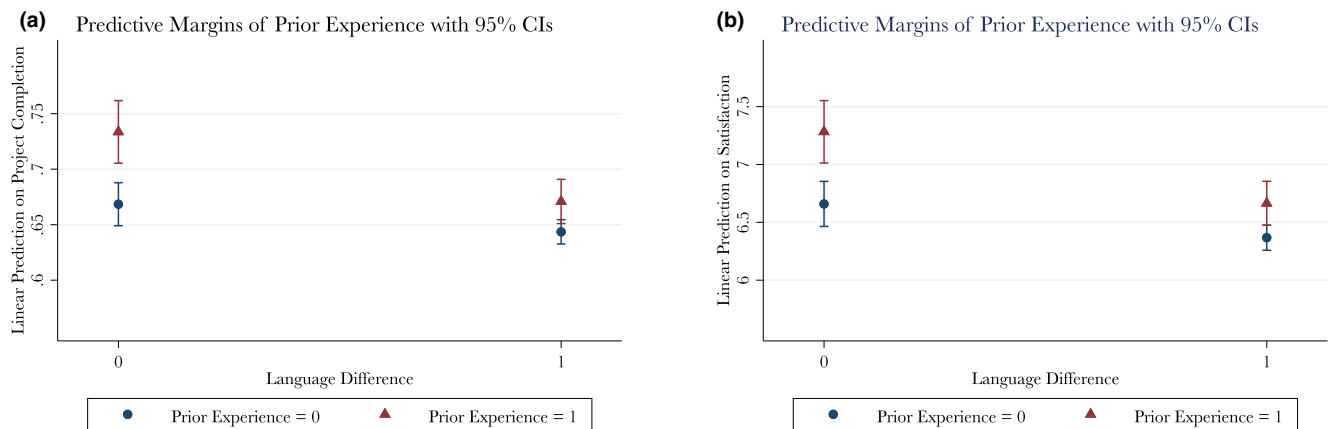 (a) Predictive Margins of Prior Experience with 95% CIs
Linear Prediction on Project Completion
.75
.7
.65
.6
0 1
Language Difference
Prior Experience = 0 Prior Experience = 1
(b) Predictive Margins of Prior Experience with 95% CIs
Linear Prediction on Satisfaction
7.5
7
6.5
6
0 1
Language Difference
Prior Experience = 0 Prior Experience = 1